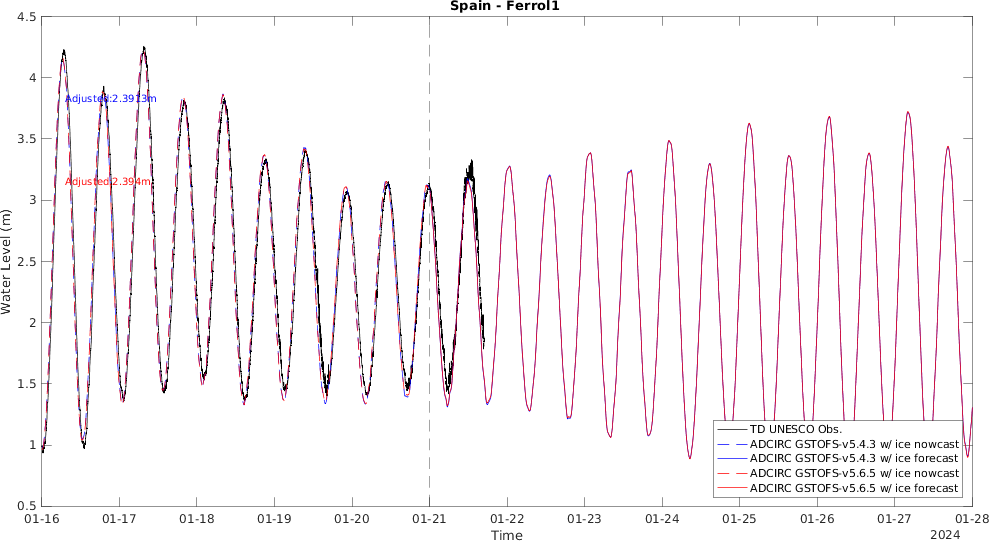 Spain - Ferrol1
4.5
4
3.5
3
2.5
2
1.5
1
0.5
Water Level (m)
Adjusted:2.3913m
Adjusted:2.394m
TD UNESCO Obs.
ADCIRC GSTOFS-v5.4.3 w/ ice nowcast
ADCIRC GSTOFS-v5.4.3 w/ ice forecast
ADCIRC GSTOFS-v5.6.5 w/ ice nowcast
ADCIRC GSTOFS-v5.6.5 w/ ice forecast
01-16 01-17 01-18 01-19 01-20 01-21 01-22 01-23 01-24 01-25 01-26 01-27 01-28
Time
2024